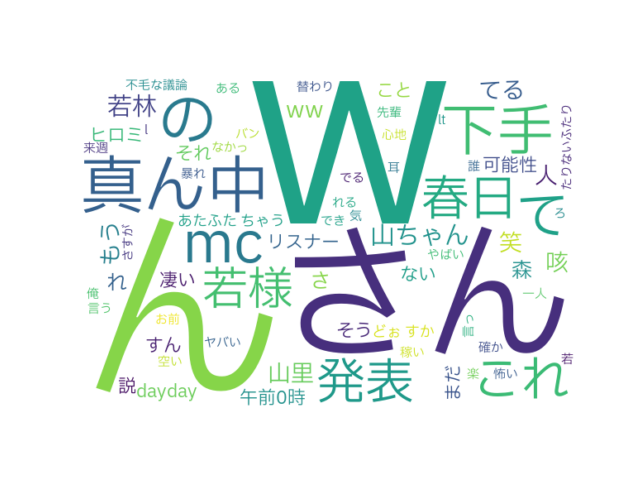 不毛な議論
ある
替わり
こと
てる
若林
の
w
ww
先輩
lt
下手
たりないふたり
ヒロミ
l
パン
心地
来週
それ
なかっ
耳
誰
可能性
真ん中
暴れ
でる
春日
人
て
ろ
あたふた
ちゃう
れる
でき
気
もう
さすが
mc
リスナー
山ちゃん
やばい
笑
れ
凄い
若様
さ
ない
森
咳
ん
さん
俺
言う
お前
そう
どぉ
すか
言っ
一人
すん
ヤバい
空い
稼い
確か
説
dayday
山里
午前0時
発表
まだ
楽
怖い
これ
若